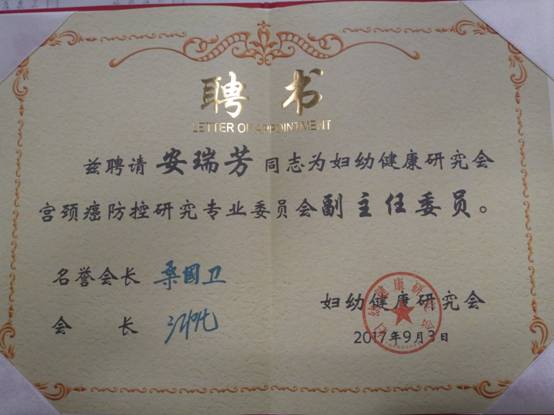 聘书
LETTER OF APPOINTMENT
兹聘请 安瑞芳 同志为妇幼健康研究会
宫颈癌防控研究专业委员会副主任委员。
名誉会长 桑国卫
会 长 江帆
妇幼健康研究会
2017年9月3日